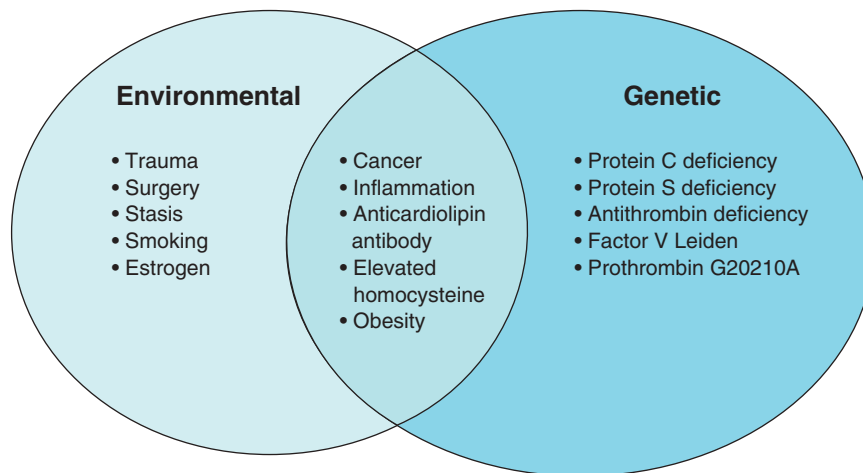 Environmental
• Trauma
• Surgery
• Stasis
• Smoking
• Estrogen
• Cancer
• Inflammation
• Anticardiolipin
antibody
• Elevated
homocysteine
• Obesity
Genetic
• Protein C deficiency
• Protein S deficiency
• Antithrombin deficiency
• Factor V Leiden
• Prothrombin G20210A